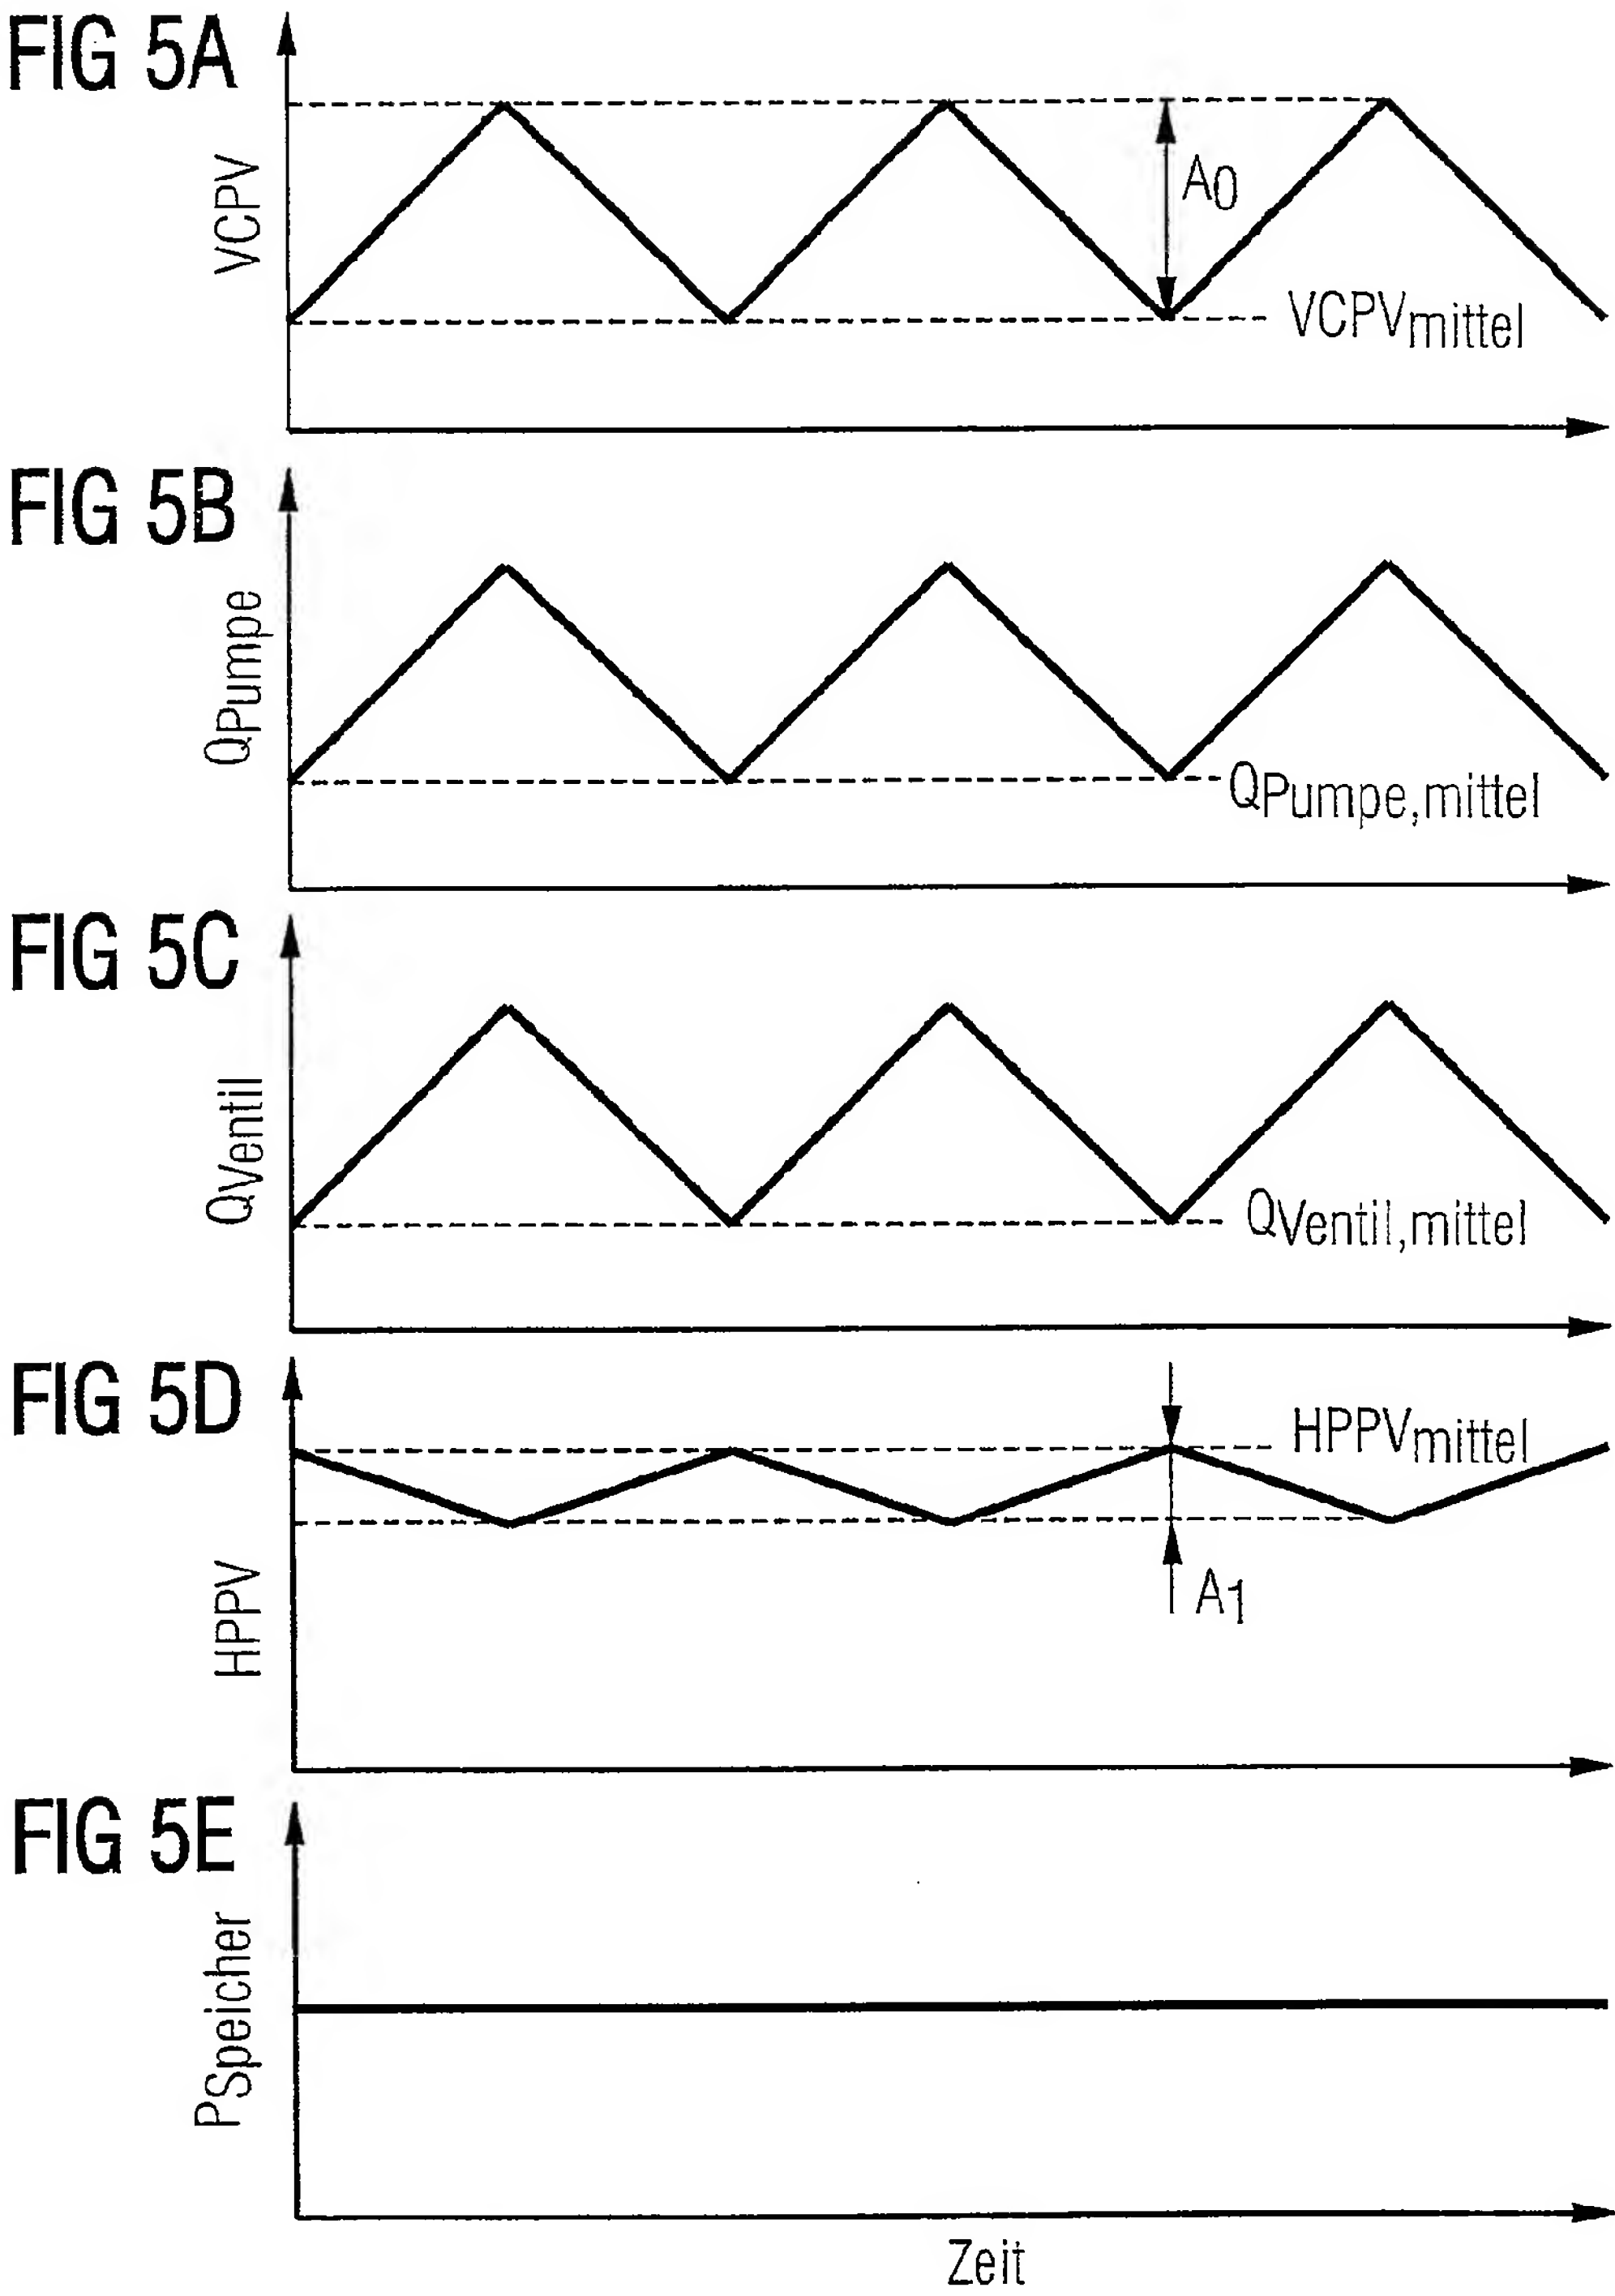 FIG 5A
VCPV
A0
VCPVmittel
FIG 5B
QPumpe
QPumpe,mittel
FIG 5C
QVentil
QVentil,mittel
FIG 5D
HPPV
HPPVmittel
A1
FIG 5E
PSpeicher
Zeit